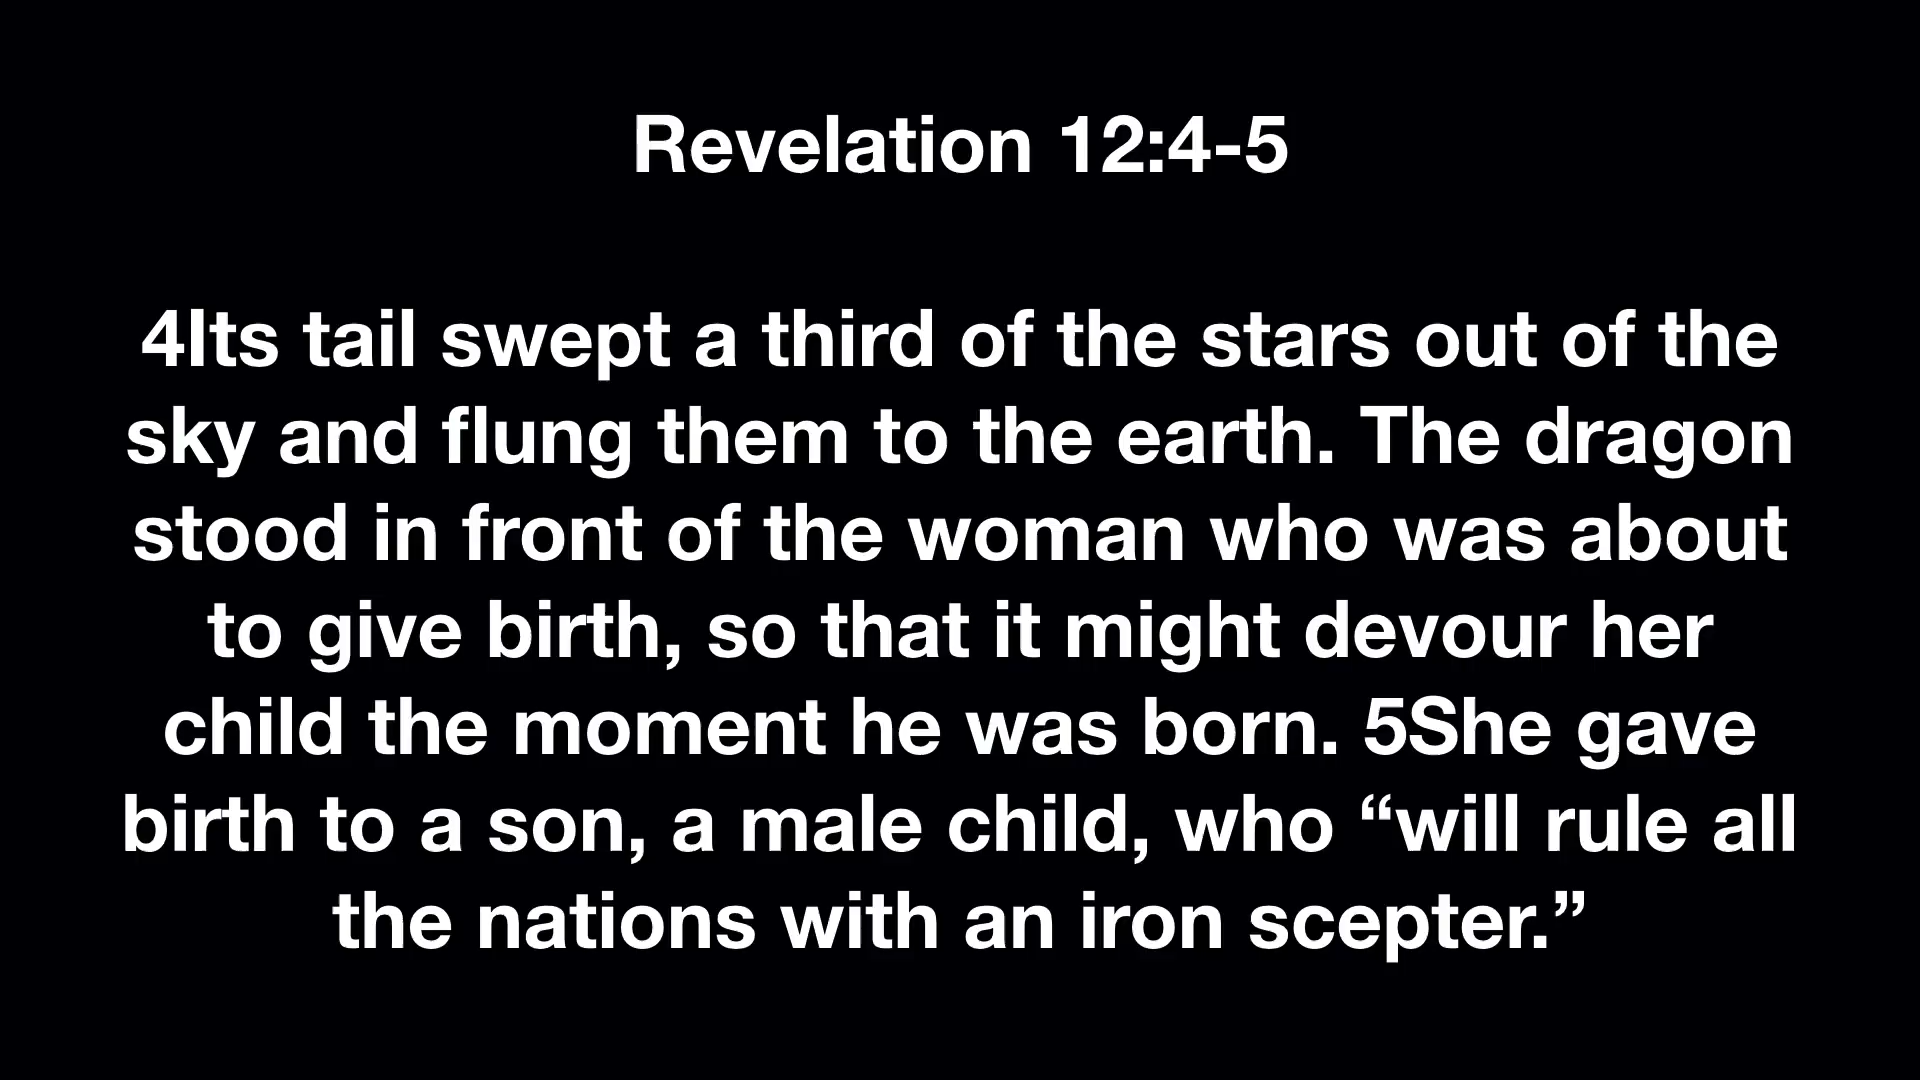 Revelation 12:4-5
4Its tail swept a third of the stars out of the
sky and flung them to the earth. The dragon
stood in front of the woman who was about
to give birth, so that it might devour her
child the moment he was born. 5She gave
birth to a son, a male child, who “will rule all
the nations with an iron scepter.”